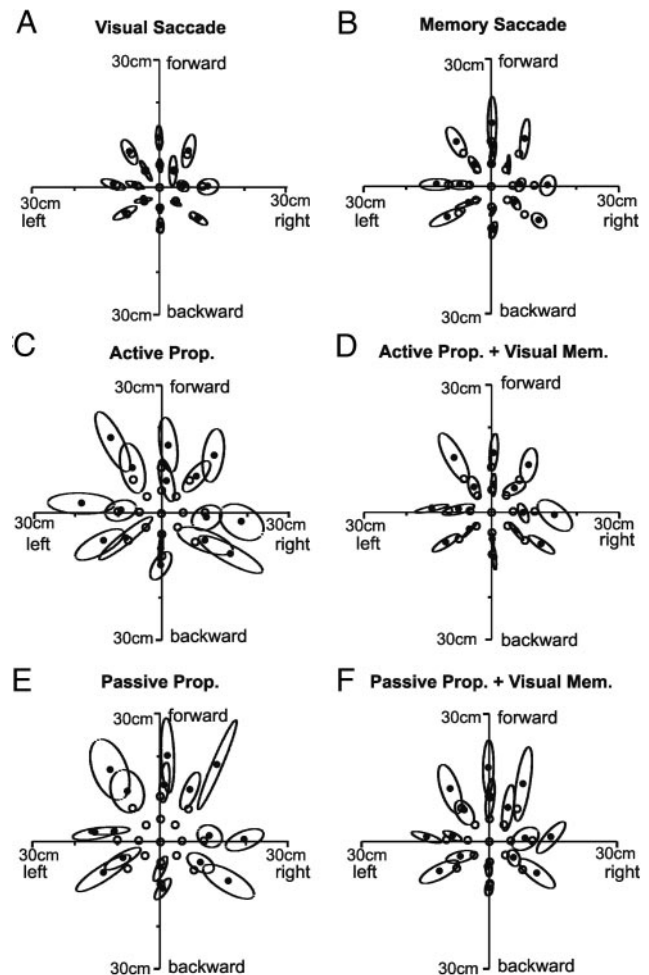 A Visual Saccade
30cm forward
30cm left
30cm right
30cm backward
B Memory Saccade
30cm forward
30cm left
30cm right
30cm backward
C Active Prop.
30cm forward
30cm left
30cm right
30cm backward
D Active Prop. + Visual Mem.
30cm forward
30cm left
30cm right
30cm backward
E Passive Prop.
30cm forward
30cm left
30cm right
30cm backward
F Passive Prop. + Visual Mem.
30cm forward
30cm left
30cm right
30cm backward